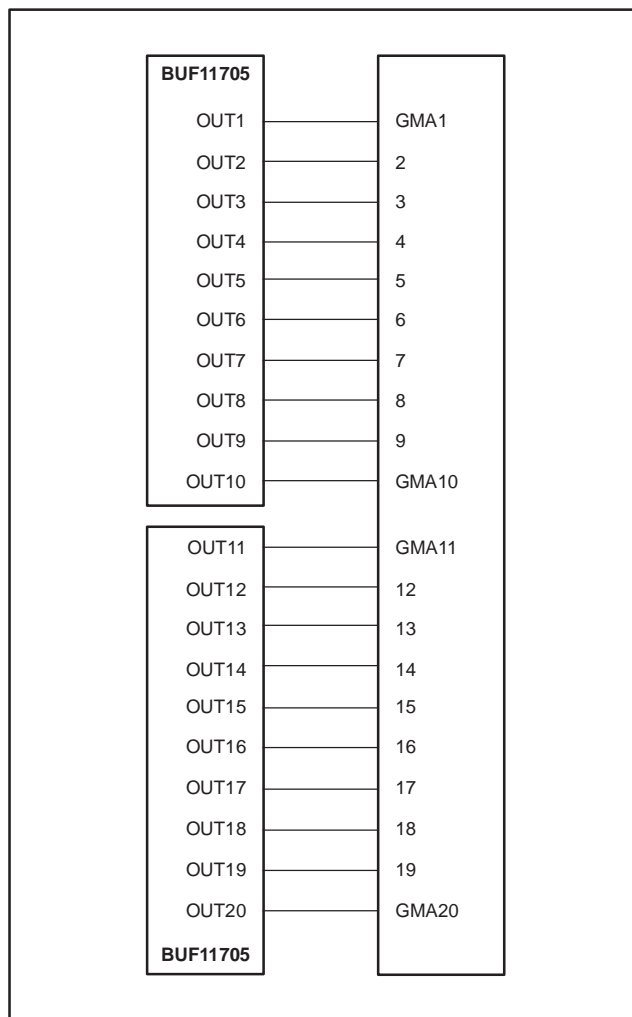 BUF11705
OUT1 GMA1
OUT2 2
OUT3 3
OUT4 4
OUT5 5
OUT6 6
OUT7 7
OUT8 8
OUT9 9
OUT10 GMA10
OUT11 GMA11
OUT12 12
OUT13 13
OUT14 14
OUT15 15
OUT16 16
OUT17 17
OUT18 18
OUT19 19
OUT20 GMA20
BUF11705